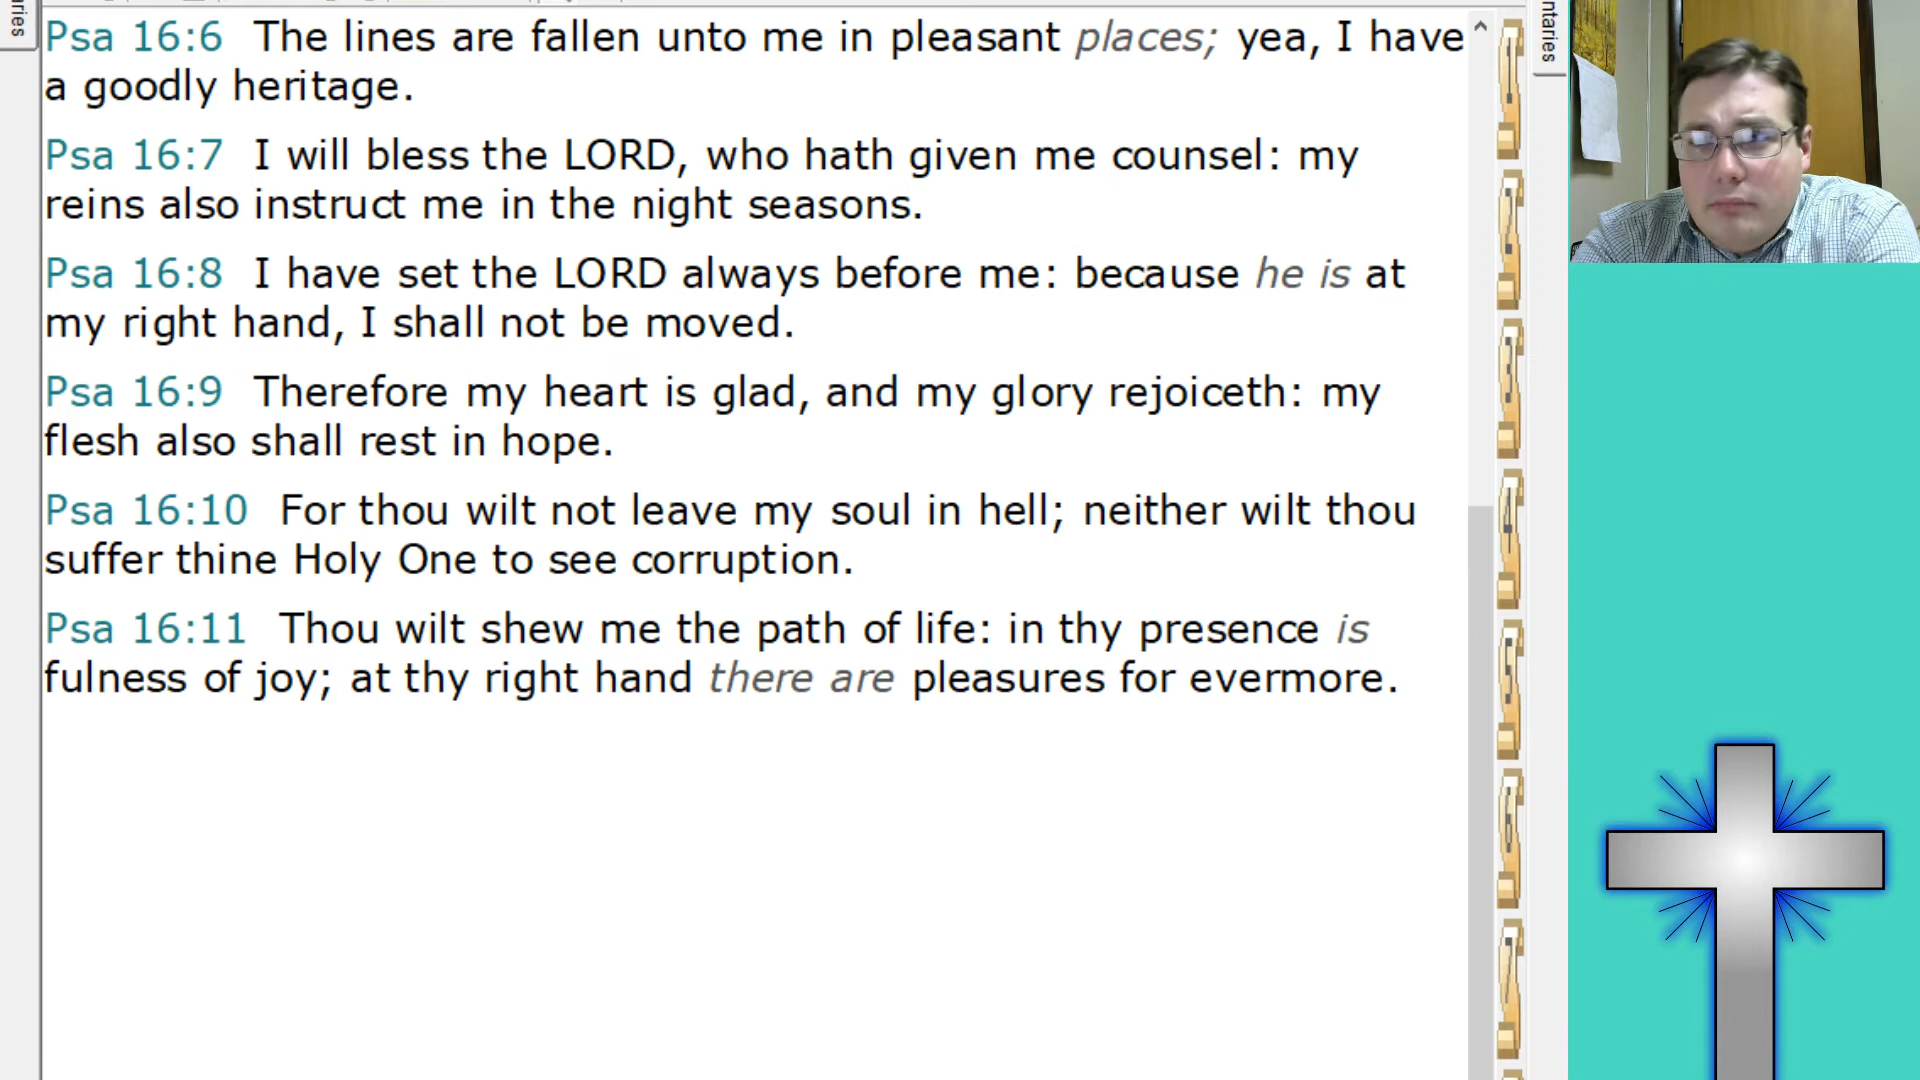 Psa 16:6 The lines are fallen unto me in pleasant places; yea, I have
a goodly heritage.
Psa 16:7 I will bless the LORD, who hath given me counsel: my
reins also instruct me in the night seasons.
Psa 16:8 I have set the LORD always before me: because he is at
my right hand, I shall not be moved.
Psa 16:9 Therefore my heart is glad, and my glory rejoiceth: my
flesh also shall rest in hope.
Psa 16:10 For thou wilt not leave my soul in hell; neither wilt thou
suffer thine Holy One to see corruption.
Psa 16:11 Thou wilt shew me the path of life: in thy presence is
fulness of joy; at thy right hand there are pleasures for evermore.
aries
ntaries